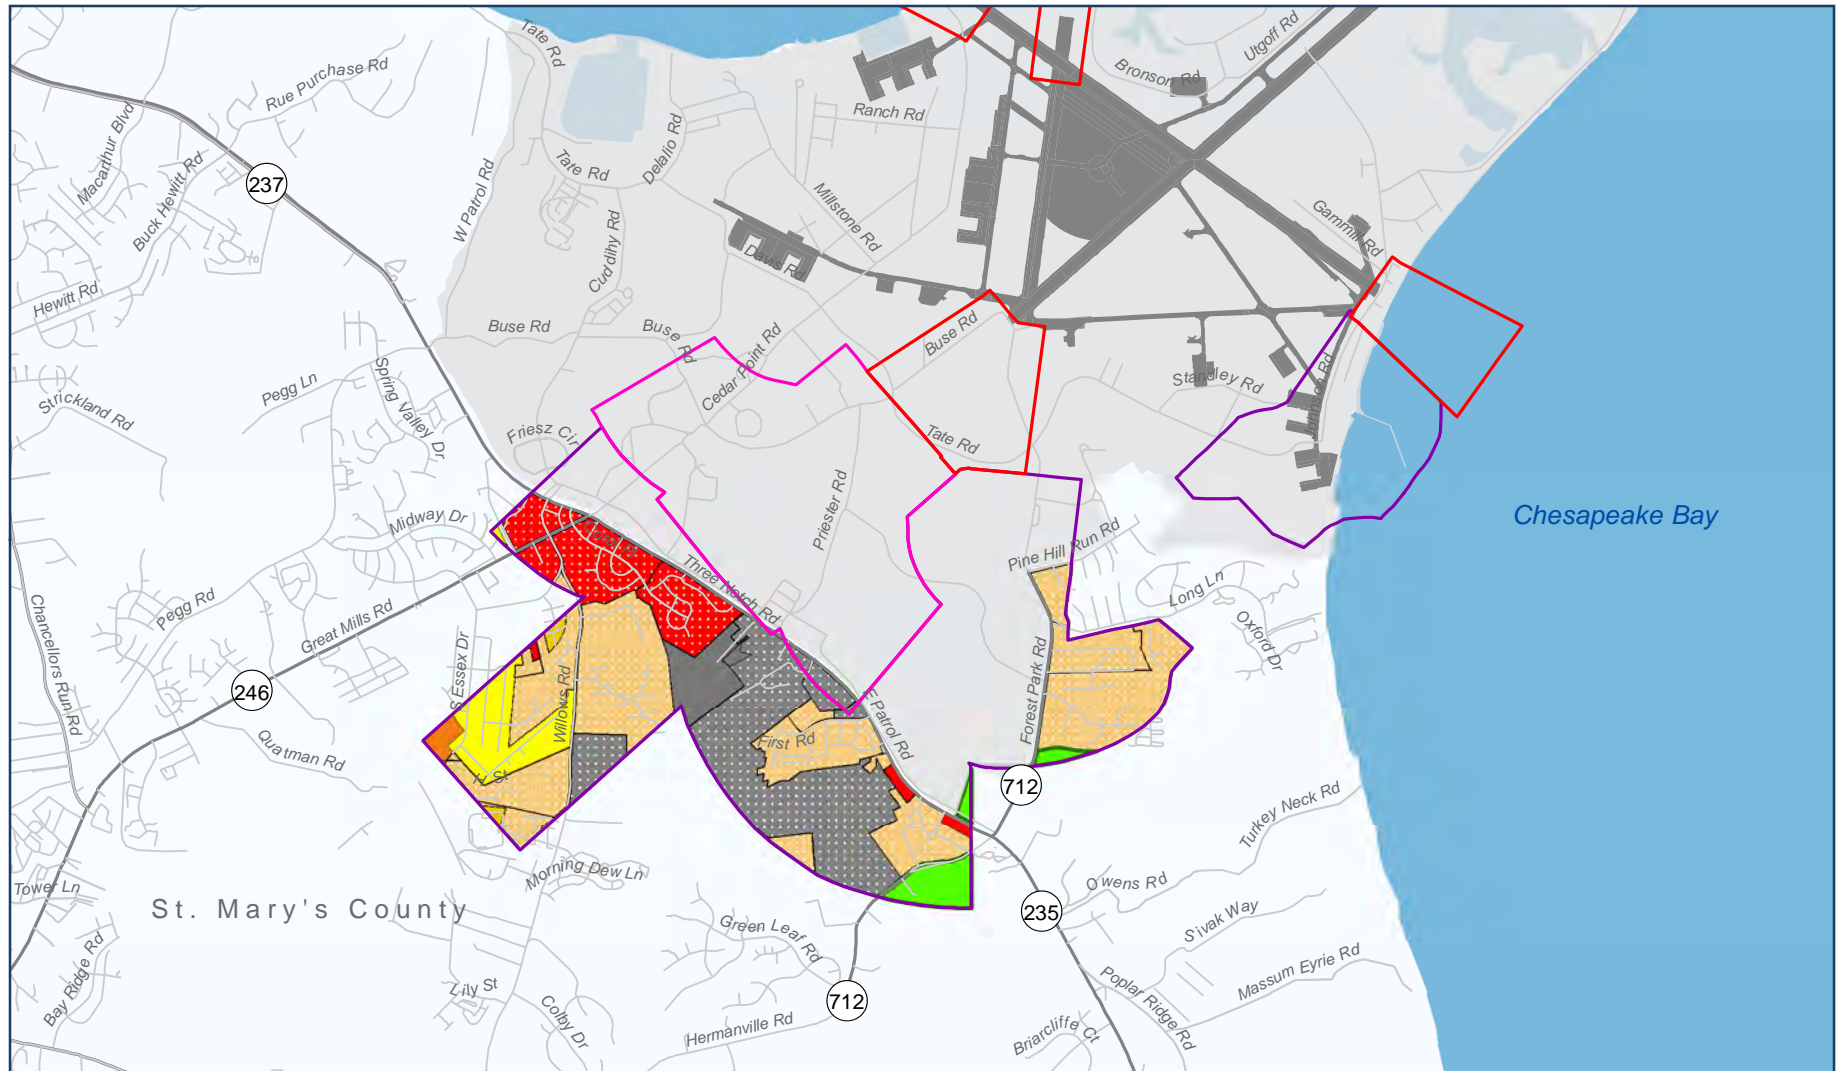 Tate Rd
Utgoff Rd
Rue Purchase Rd
Bronson Rd
Macarthur Blvd
Ranch Rd
Delalio Rd
Buck Hewitt Rd
237
Tate Rd
W Patrol Rd
Millstone Rd
Gammill Rd
Cuddihy Rd
Davis Rd
Hewitt Rd
Buse Rd
Buse Rd
Buse Rd
Cedar Point Rd
Pegg Ln
Spring Valley Dr
Standley Rd
Johnson Rd
Strickland Rd
Friesz Cir
Tate Rd
Priester Rd
Midway Dr
Chesapeake Bay
Pine Hill Run Rd
Three Notch Rd
Long Ln
Pegg Rd
Great Mills Rd
Chancellors Run Rd
Oxford Dr
S Essex Dr
Willows Rd
Forest Park Rd
246
E Patrol Rd
First Rd
Quatman Rd
H St
712
Turkey Neck Rd
Morning Dew Ln
Owens Rd
Tower Ln
St. Mary's County
235
Green Leaf Rd
Sivak Way
Bay Ridge Rd
Massum Eyrie Rd
Lily St
Poplar Ridge Rd
712
Colby Dr
Hermanville Rd
Briarcliffe Ct